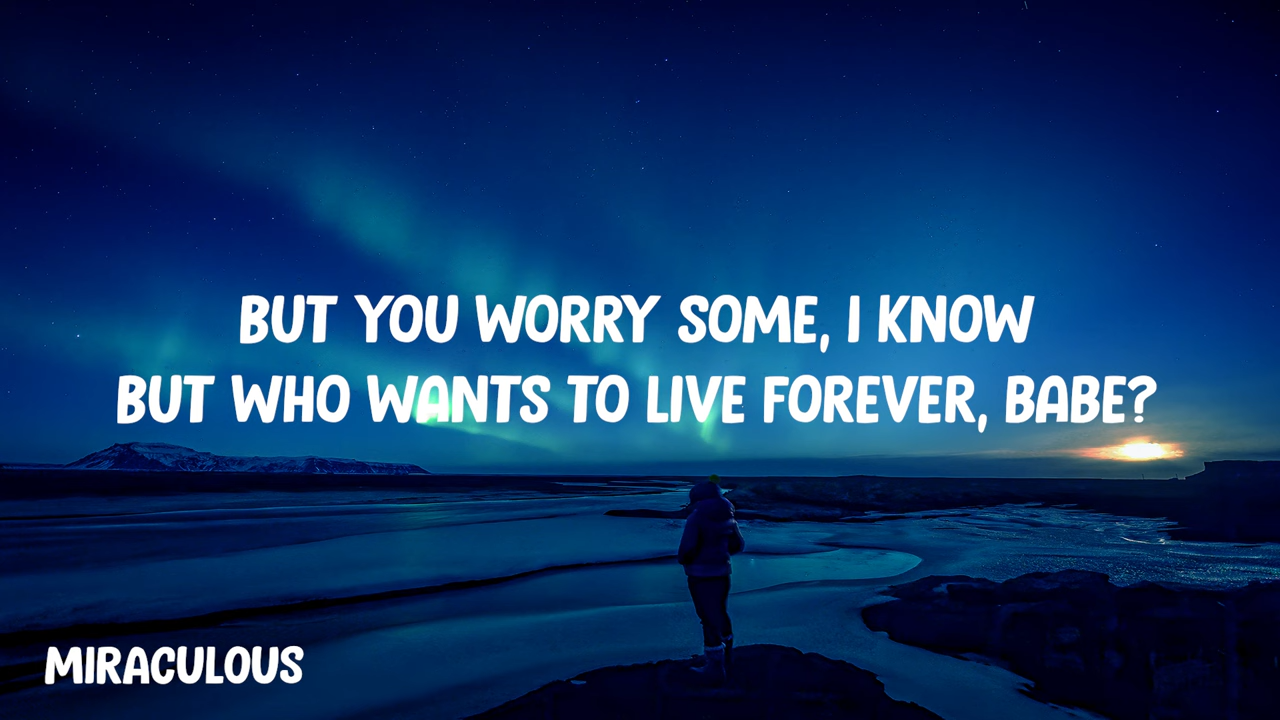 BUT YOU WORRY SOME, I KNOW
BUT WHO WANTS TO LIVE FOREVER, BABE?
MIRACULOUS